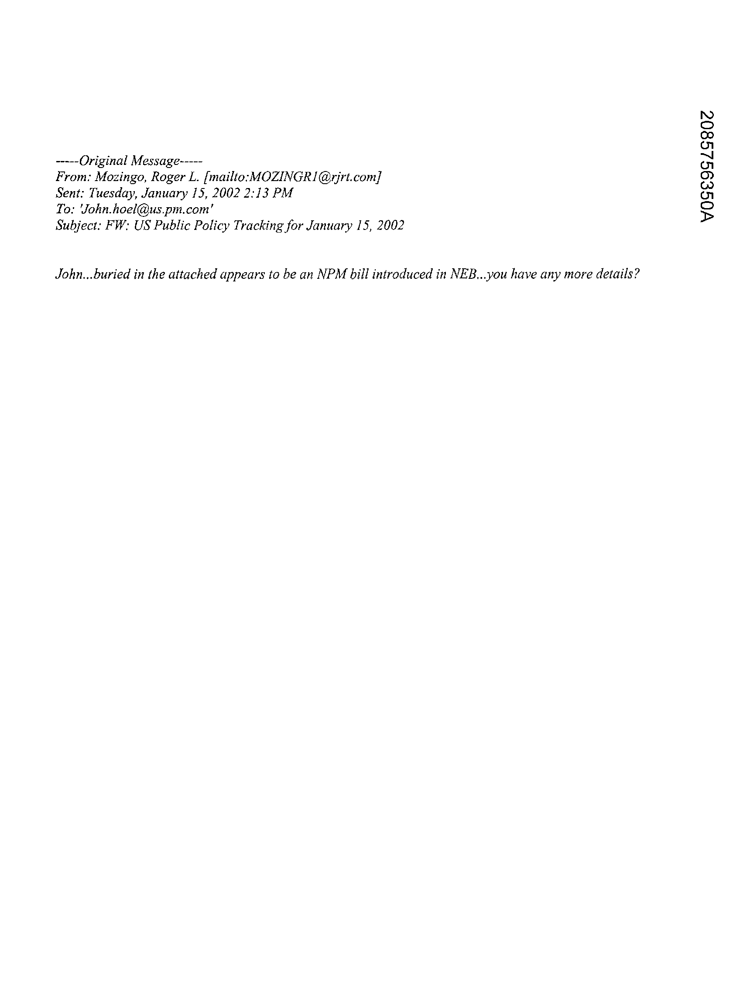 -----Original Message-----
From: Mozingo, Roger L. [mailto:MOZINGR1@rjrt.com]
Sent: Tuesday, January 15, 2002 2:13 PM
To: 'John.hoel@us.pm.com'
Subject: FW: US Public Policy Tracking for January 15, 2002
John...buried in the attached appears to be an NPM bill introduced in NEB...you have any more details?
2085756350A